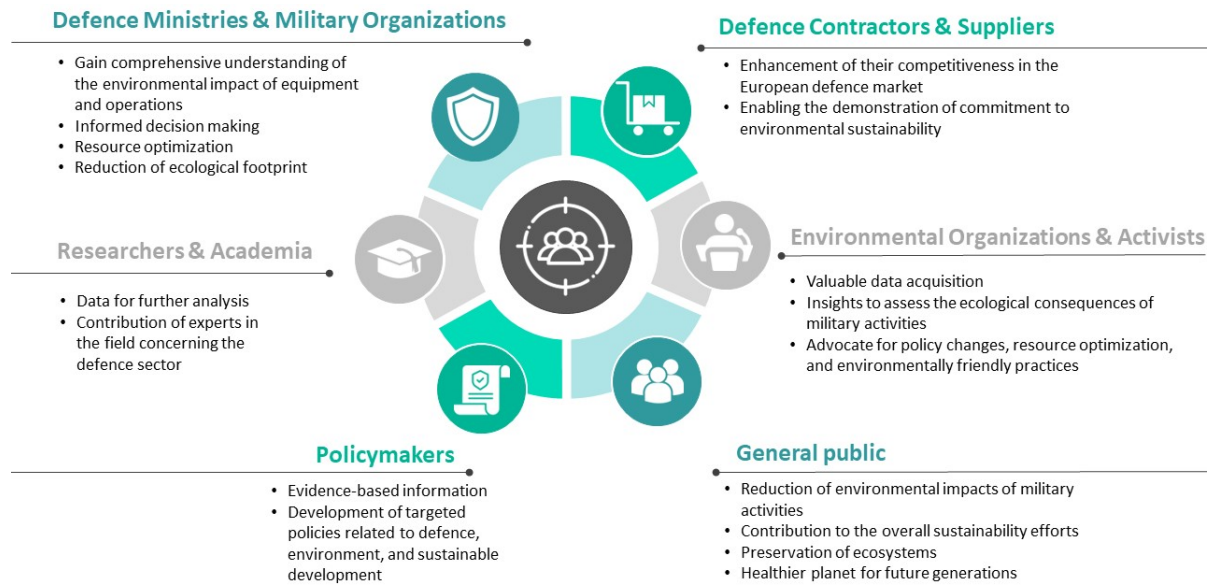 Defence Ministries & Military Organizations
• Gain comprehensive understanding of
the environmental impact of equipment
and operations
• Informed decision making
• Resource optimization
• Reduction of ecological footprint
Defence Contractors & Suppliers
• Enhancement of their competitiveness in the
European defence market
• Enabling the demonstration of commitment to
environmental sustainability
Researchers & Academia
• Data for further analysis
• Contribution of experts in
the field concerning the
defence sector
Environmental Organizations & Activists
• Valuable data acquisition
• Insights to assess the ecological consequences of
military activities
• Advocate for policy changes, resource optimization,
and environmentally friendly practices
Policymakers
• Evidence-based information
• Development of targeted
policies related to defence,
environment, and sustainable
development
General public
• Reduction of environmental impacts of military
activities
• Contribution to the overall sustainability efforts
• Preservation of ecosystems
• Healthier planet for future generations